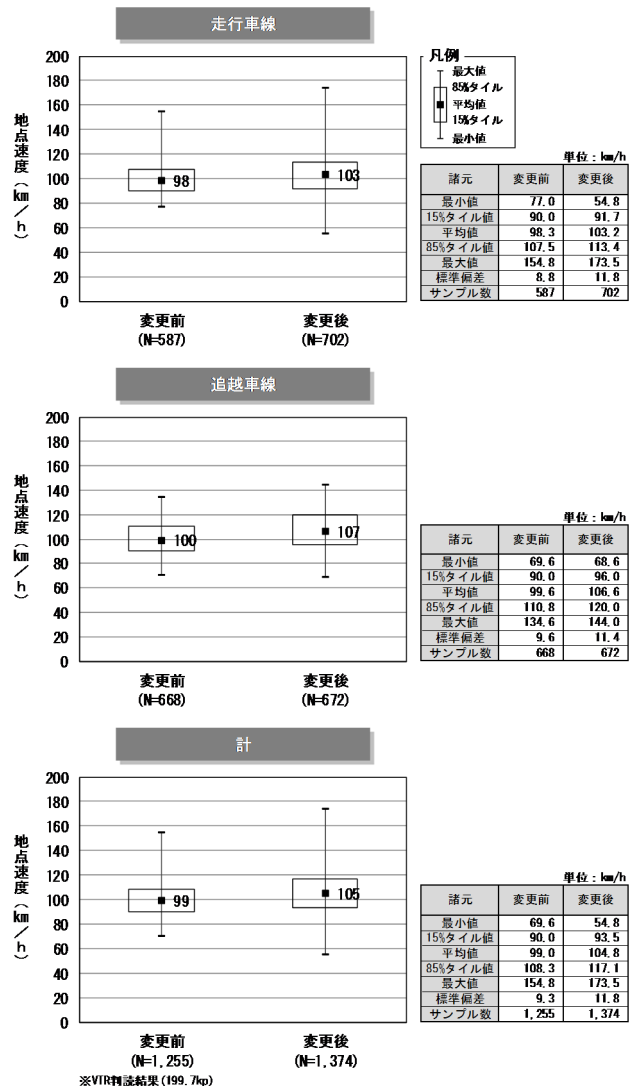 走行車線
地点速度(km/h)
200
180
160
140
120
100
80
60
40
20
0
98
103
変更前
(N=587)
変更後
(N=702)
凡例
最大値
85%タイル
平均値
15%タイル
最小値
単位:km/h
諸元 変更前 変更後
最小値 77.0 54.8
15%タイル値 90.0 91.7
平均値 98.3 103.2
85%タイル値 107.5 113.4
最大値 154.8 173.5
標準偏差 8.8 11.8
サンプル数 587 702
追越車線
地点速度(km/h)
200
180
160
140
120
100
80
60
40
20
0
100
107
変更前
(N=668)
変更後
(N=672)
単位:km/h
諸元 変更前 変更後
最小値 69.6 68.6
15%タイル値 90.0 96.0
平均値 99.6 106.6
85%タイル値 110.8 120.0
最大値 134.6 144.0
標準偏差 9.6 11.4
サンプル数 668 672
計
地点速度(km/h)
200
180
160
140
120
100
80
60
40
20
0
99
105
変更前
(N=1,255)
変更後
(N=1,374)
単位:km/h
諸元 変更前 変更後
最小値 69.6 54.8
15%タイル値 90.0 93.5
平均値 99.0 104.8
85%タイル値 108.3 117.1
最大値 154.8 173.5
標準偏差 9.3 11.8
サンプル数 1,255 1,374
※VTR判読結果(199.7kp)